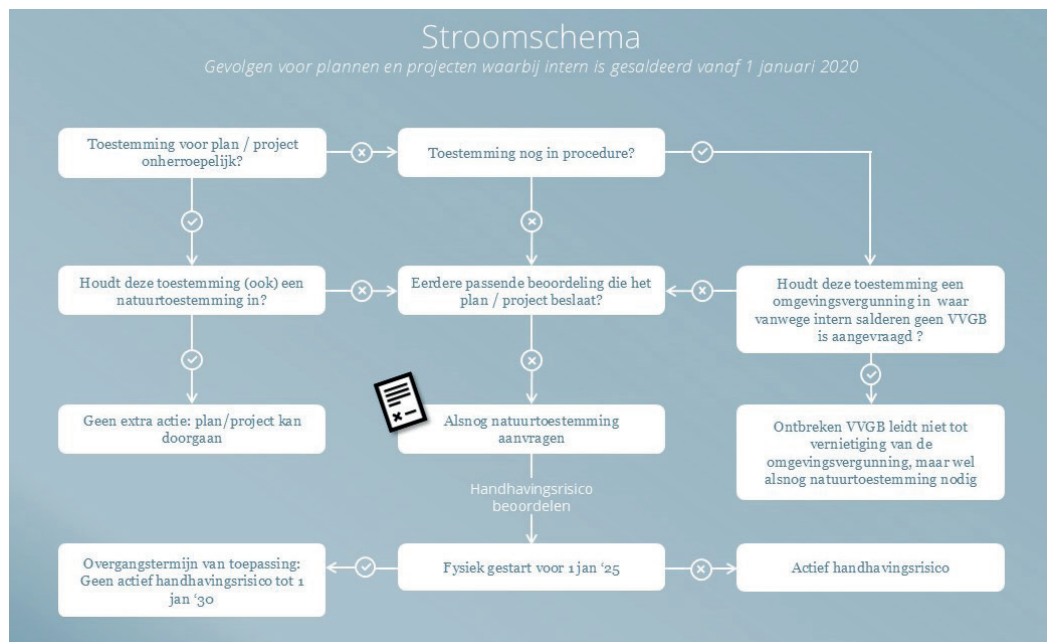 Stroomschema
Gevolgen voor plannen en projecten waarbij intern is gesaldeerd vanaf 1 januari 2020
Toestemming voor plan / project
onherroepelijk?
Toestemming nog in procedure?
Houdt deze toestemming (ook) een
natuurtoestemming in?
Eerdere passende beoordeling die het
plan / project beslaat?
Houdt deze toestemming een
omgevingsvergunning in waar
vanwege intern salderen geen VVGB
is aangevraagd ?
Geen extra actie: plan/project kan
doorgaan
Alsnog natuurtoestemming
aanvragen
Ontbreken VVGB leidt niet tot
vernietiging van de
omgevingsvergunning, maar wel
alsnog natuurtoestemming nodig
Handhavingsrisico
beoordelen
Overgangstermijn van toepassing:
Geen actief handhavingsrisico tot 1
jan ‘30
Fysiek gestart voor 1 jan ‘25
Actief handhavingsrisico